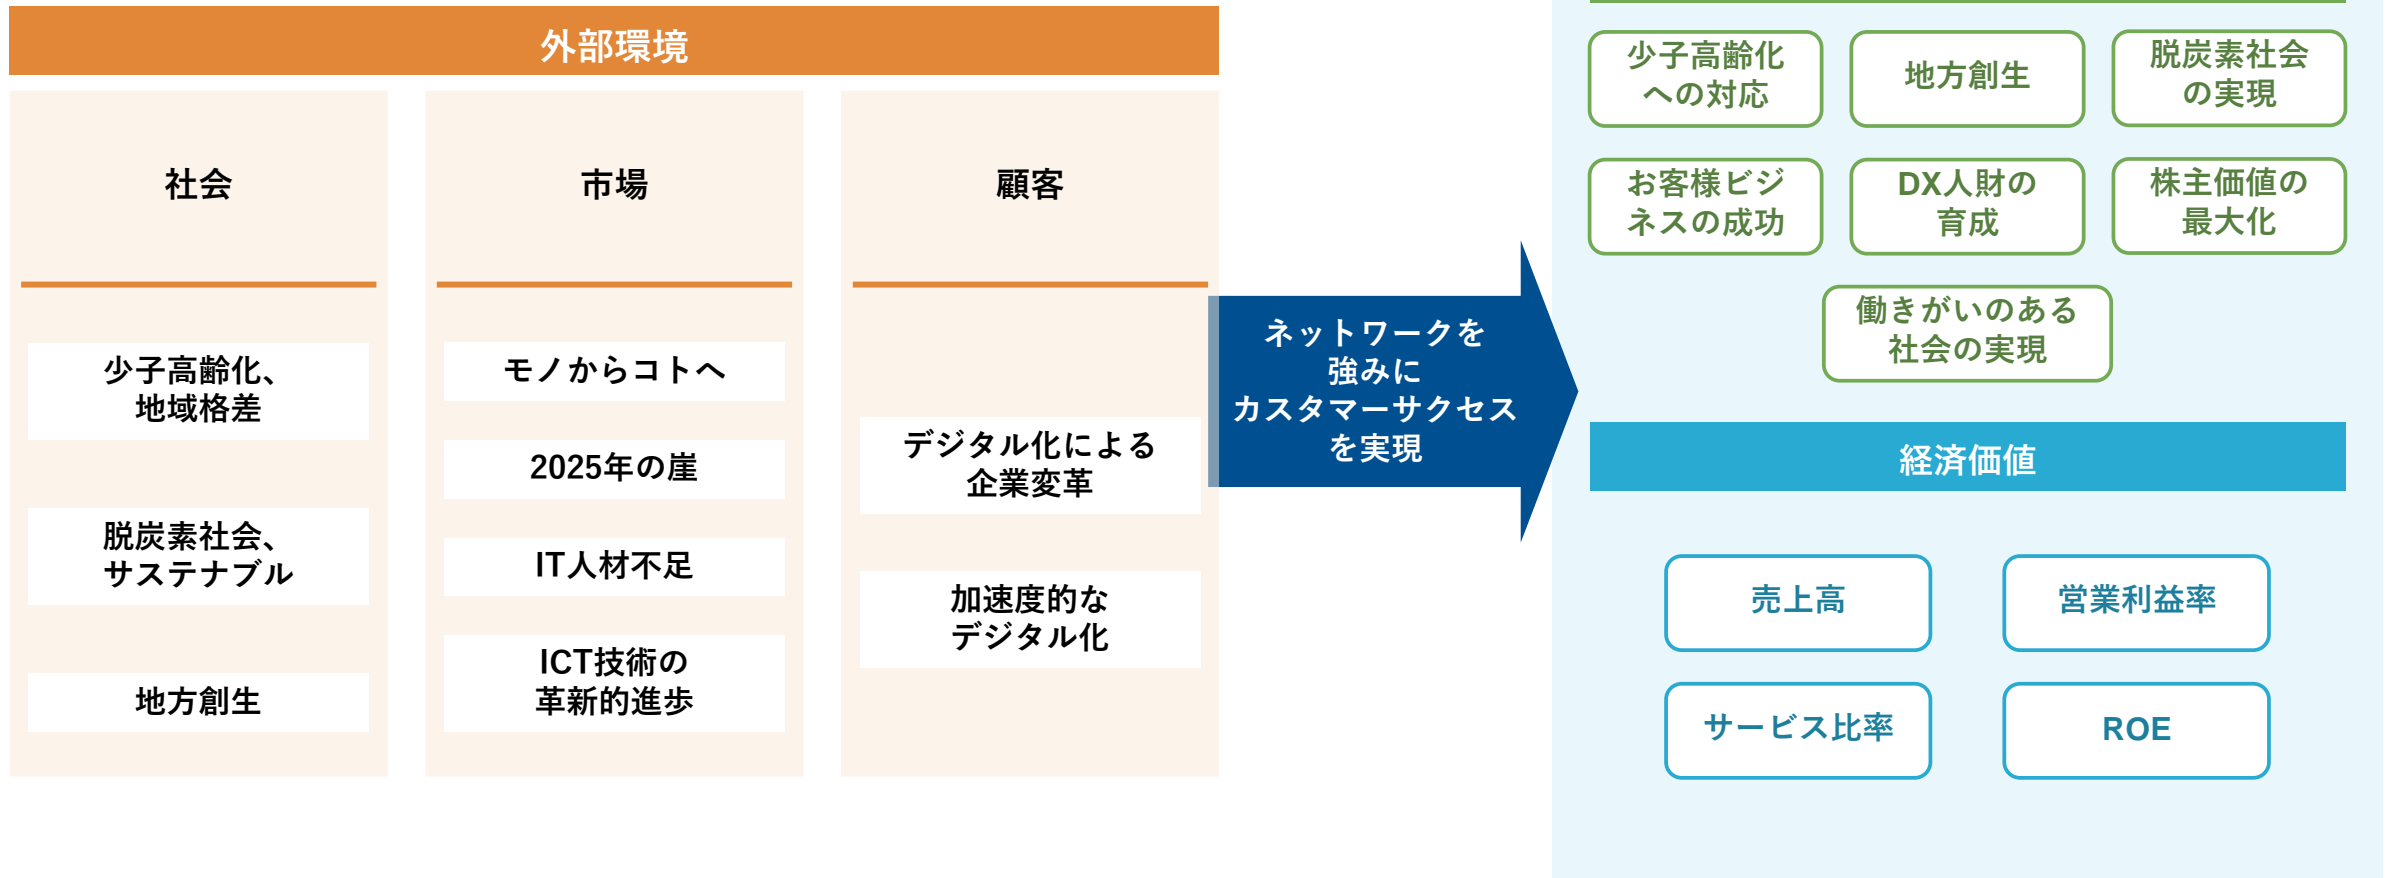 外部環境
社会
少子高齢化、
地域格差
脱炭素社会、
サステナブル
地方創生
市場
モノからコトへ
2025年の崖
IT人材不足
ICT技術の
革新的進歩
顧客
デジタル化による
企業変革
加速度的な
デジタル化
ネットワークを
強みに
カスタマーサクセス
を実現
少子高齢化
への対応
地方創生
脱炭素社会
の実現
お客様ビジ
ネスの成功
DX人財の
育成
株主価値の
最大化
働きがいのある
社会の実現
経済価値
売上高
営業利益率
サービス比率
ROE